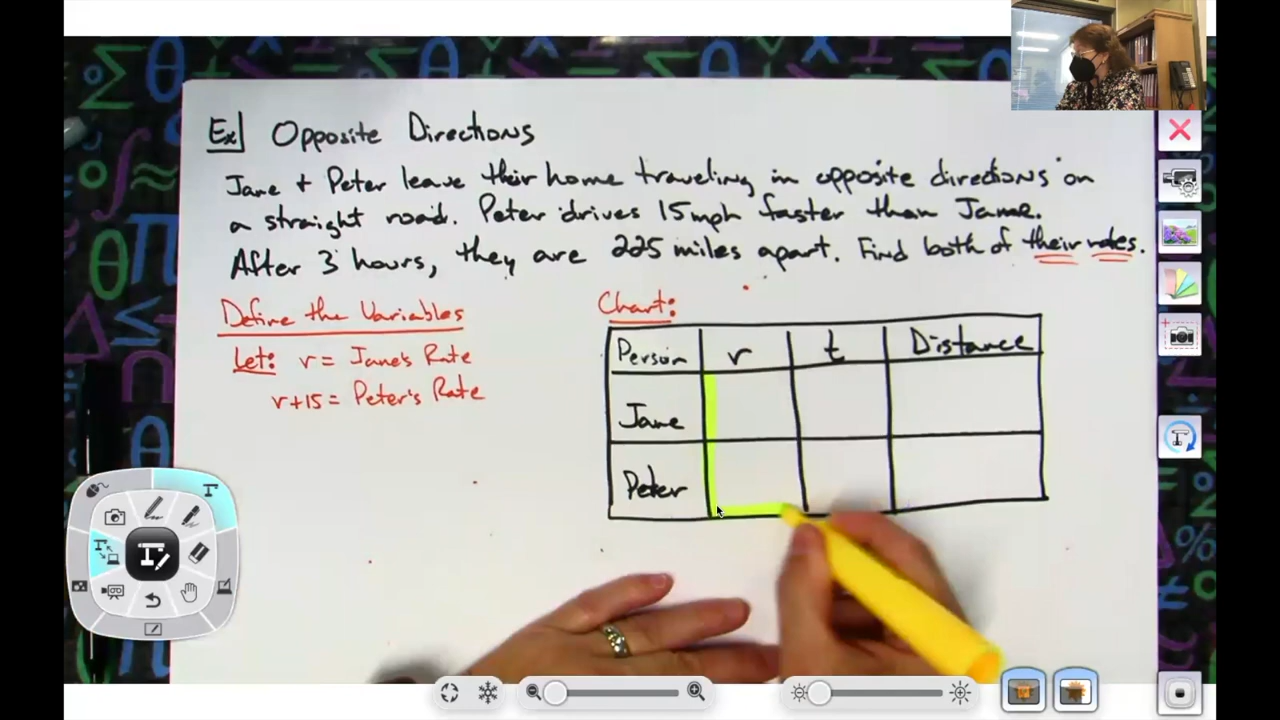 Ex Opposite Directions
Jane + Peter leave their home traveling in opposite directions on
a straight road. Peter drives 15mph faster than Jane.
After 3 hours, they are 225 miles apart. Find both of their rates.
Define the Variables
Let: r = Jane's Rate
r+15 = Peter's Rate
Chart:
Person r t Distance
Jane
Peter